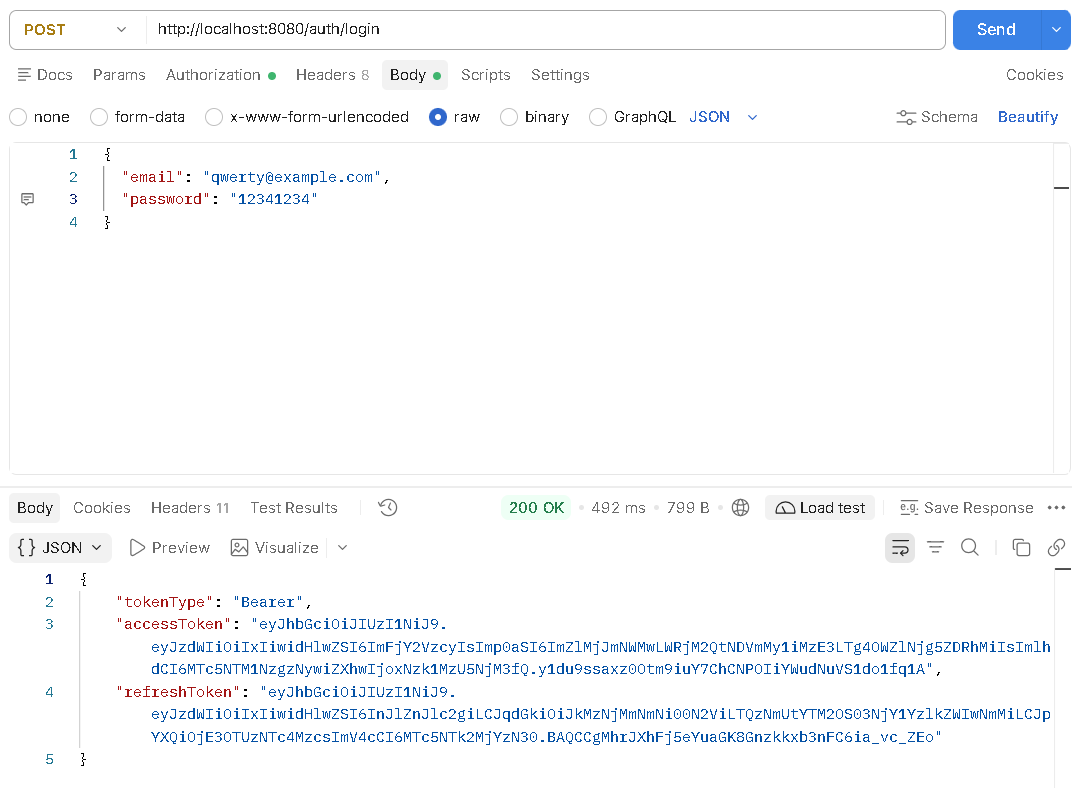 POST http://localhost:8080/auth/login Send
Docs Params Authorization Headers 8 Body Scripts Settings Cookies
none form-data x-www-form-urlencoded raw binary GraphQL JSON Schema Beautify
1 {
2 "email": "qwerty@example.com",
3 "password": "12341234"
4 }
Body Cookies Headers 11 Test Results 200 OK • 492 ms • 799 B • Load test e.g. Save Response
{} JSON Preview Visualize
1 {
2 "tokenType": "Bearer",
3 "accessToken": "eyJhbGciOiJIUzI1NiJ9.
eyJzdWIiOiIxIiwidHlwZSI6ImFjY2VzcyIsImp0aSI6ImZlMjJmNWMwLWRjM2QtNDVmMy1iMzE3LTg4OWZlNjg5ZDRhMiIsImlh
dCI6MTc5NTM1NzgzNywiZXhwIjoxNzk1MzU5NjM3fQ.y1du9ssaxz0Otm9iuY7ChCNPOIiYWudNuVS1do1fq1A",
4 "refreshToken": "eyJhbGciOiJIUzI1NiJ9.
eyJzdWIiOiIxIiwidHlwZSI6InJlZnJlc2giLCJqdGkiOiJkMzNjMmNmNi00N2ViLTQzNmUtYTM2OS03NjY1YzlkZWIwNmMiLCJp
YXQiOjE3OTUzNTc4MzcsImV4cCI6MTc5NTk2MjYzN30.BAQCCgMhrJXhFj5eYuaGK8Gnzkkxb3nFC6ia_vc_ZEo"
5 }